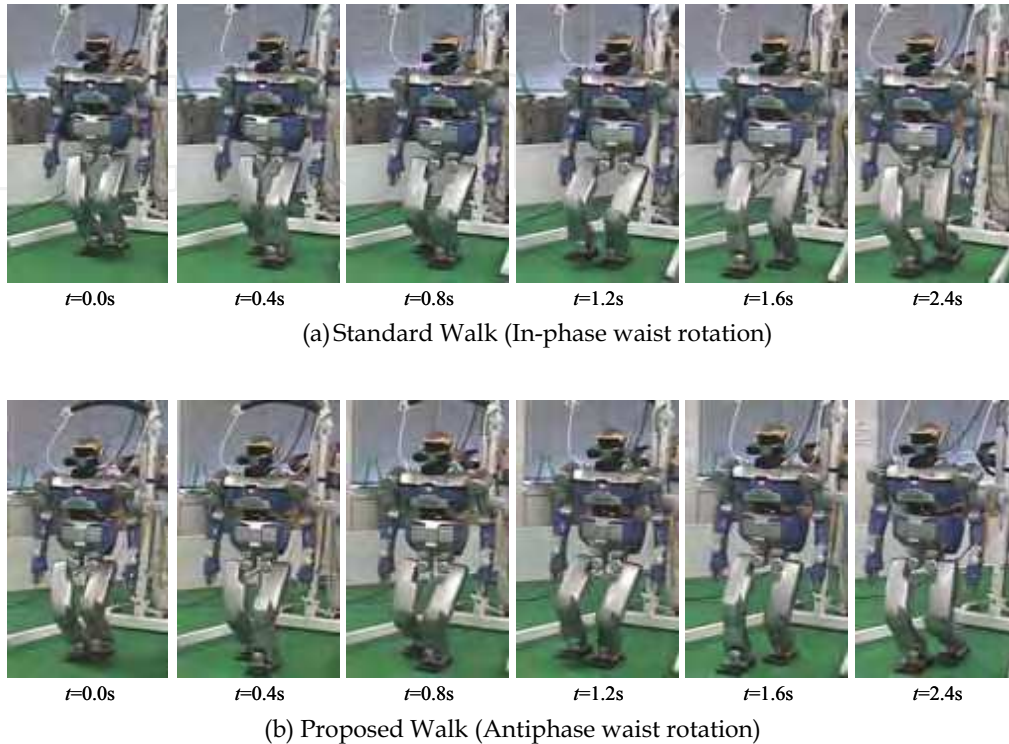 t=0.0s t=0.4s t=0.8s t=1.2s t=1.6s t=2.4s
(a) Standard Walk (In-phase waist rotation)
t=0.0s t=0.4s t=0.8s t=1.2s t=1.6s t=2.4s
(b) Proposed Walk (Antiphase waist rotation)